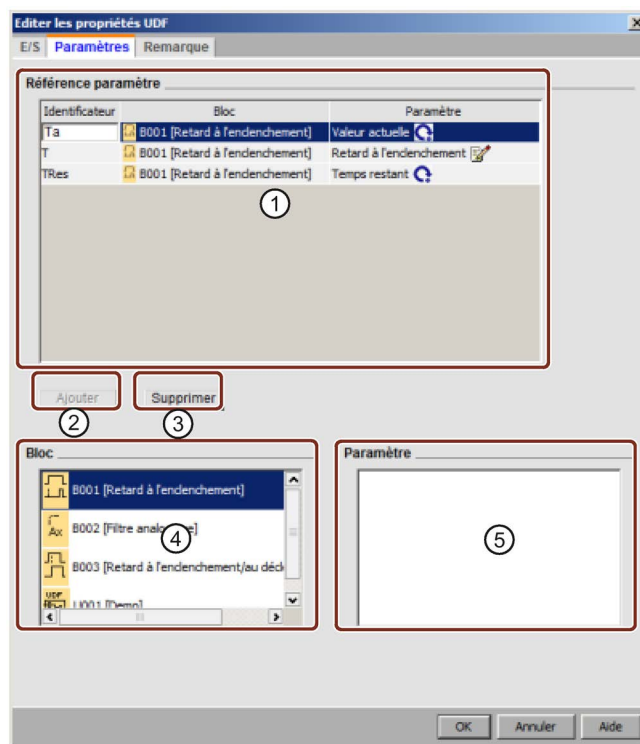 Editer les propriétés UDF
E/S Paramètres Remarque
Référence paramètre
Identificateur Bloc Paramètre
Ta B001 [Retard à l'enclenchement] Valeur actuelle
T B001 [Retard à l'enclenchement] Retard à l'enclenchement
TRes B001 [Retard à l'enclenchement] Temps restant
1
Ajouter Supprimer
2 3
Bloc Paramètre
B001 [Retard à l'enclenchement]
Ax B002 [Filtre
4 5
B003 [Retard à l'enclenchement/au décl
UDF
U001 [Demo]
OK Annuler Aide